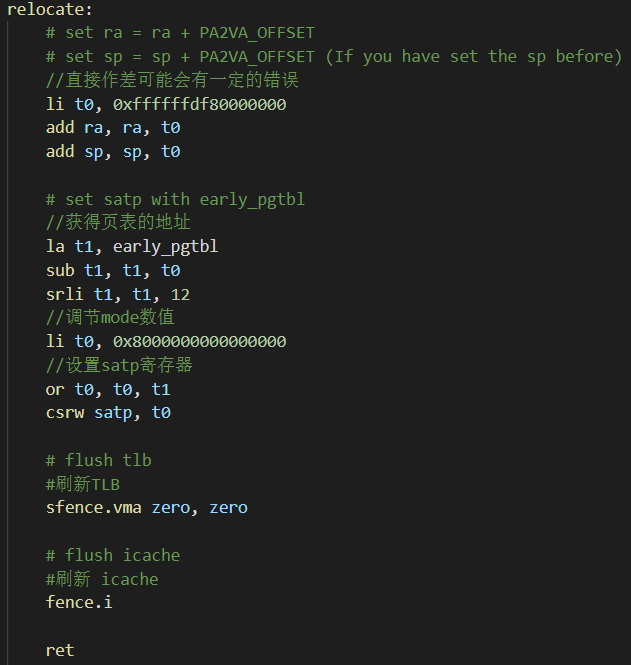 relocate:
# set ra = ra + PA2VA_OFFSET
# set sp = sp + PA2VA_OFFSET (If you have set the sp before)
//直接作差可能会有一定的错误
li t0, 0xffffffdf80000000
add ra, ra, t0
add sp, sp, t0
# set satp with early_pgtbl
//获得页表的地址
la t1, early_pgtbl
sub t1, t1, t0
srli t1, t1, 12
//调节mode数值
li t0, 0x8000000000000000
//设置satp寄存器
or t0, t0, t1
csrw satp, t0
# flush tlb
#刷新TLB
sfence.vma zero, zero
# flush icache
#刷新 icache
fence.i
ret